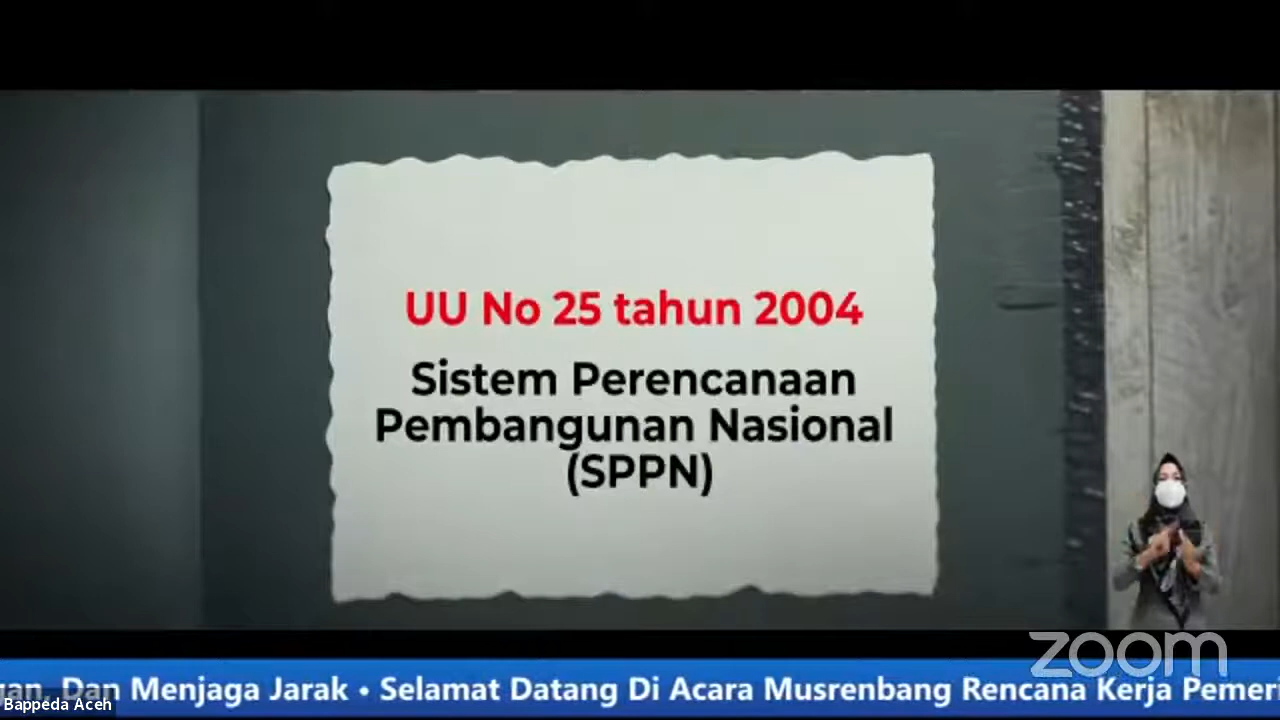 UU No 25 tahun 2004
Sistem Perencanaan
Pembangunan Nasional
(SPPN)
zoom
Dan Menjaga Jarak • Selamat Datang Di Acara Musrenbang Rencana Kerja
Bappeda Aceh